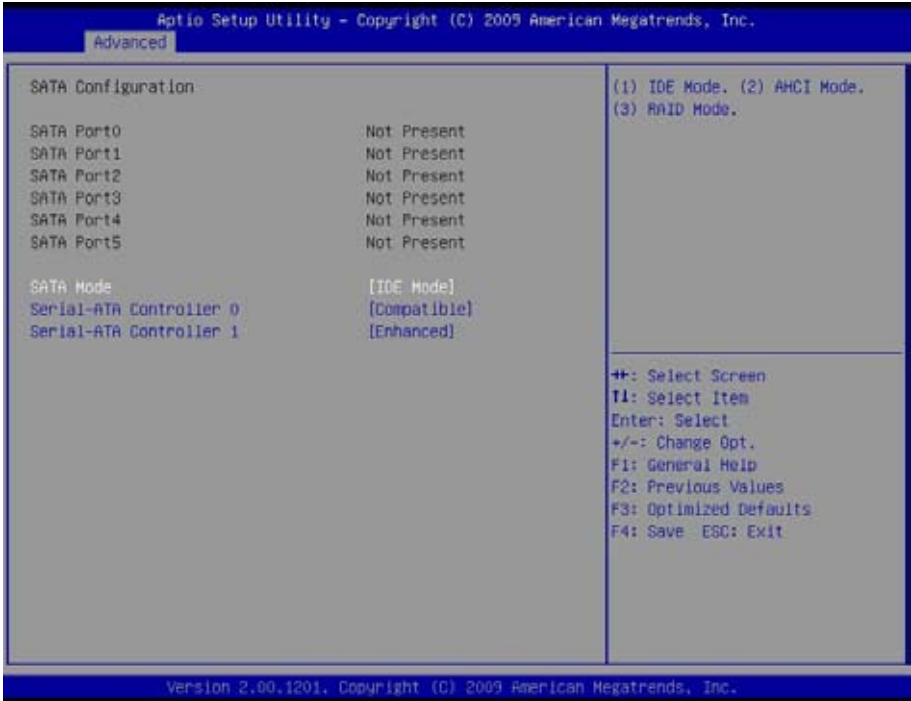 Aptio Setup Utility – Copyright (C) 2009 American Megatrends, Inc.
Advanced
SATA Configuration
SATA Port0 Not Present
SATA Port1 Not Present
SATA Port2 Not Present
SATA Port3 Not Present
SATA Port4 Not Present
SATA Port5 Not Present
SATA Mode [IDE Mode]
Serial-ATA Controller 0 [Compatible]
Serial-ATA Controller 1 [Enhanced]
(1) IDE Mode. (2) AHCI Mode.
(3) RAID Mode.
→←: Select Screen
↑↓: Select Item
Enter: Select
+/-: Change Opt.
F1: General Help
F2: Previous Values
F3: Optimized Defaults
F4: Save ESC: Exit
Version 2.00.1201. Copyright (C) 2009 American Megatrends, Inc.